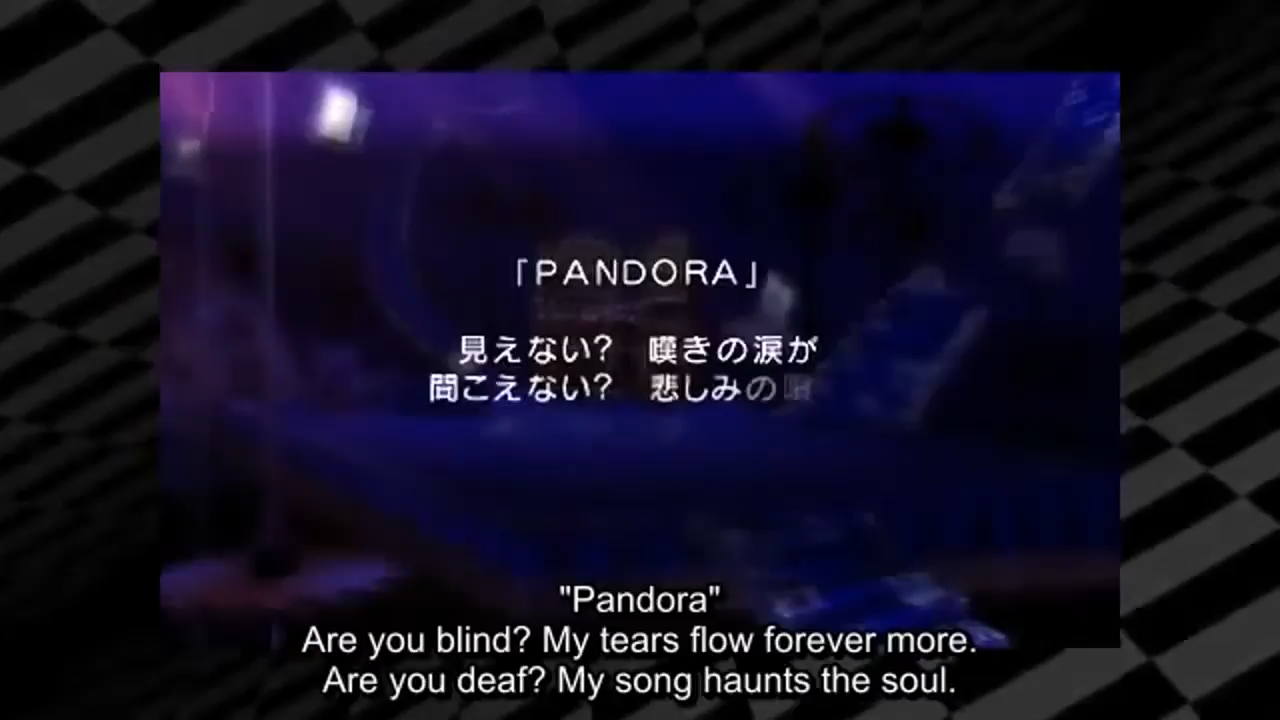 「PANDORA」
見えない?　嘆きの涙が
聞こえない?　悲しみの
"Pandora"
Are you blind? My tears flow forever more.
Are you deaf? My song haunts the soul.